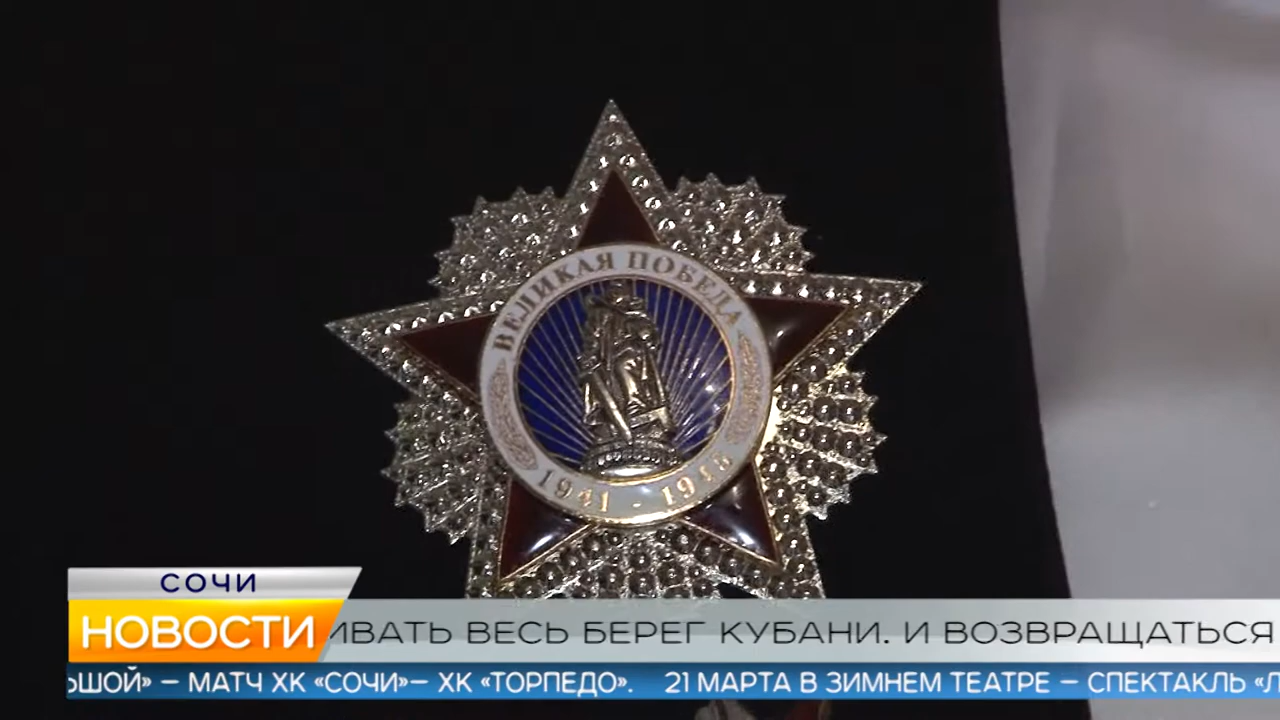 ВЕЛИКАЯ ПОБЕДА
1941 - 1945
СОЧИ
НОВОСТИ
ИВАТЬ ВЕСЬ БЕРЕГ КУБАНИ. И ВОЗВРАЩАТЬСЯ
ЬШОЙ» – МАТЧ ХК «СОЧИ»– ХК «ТОРПЕДО». 21 МАРТА В ЗИМНЕМ ТЕАТРЕ – СПЕКТАКЛЬ «Л